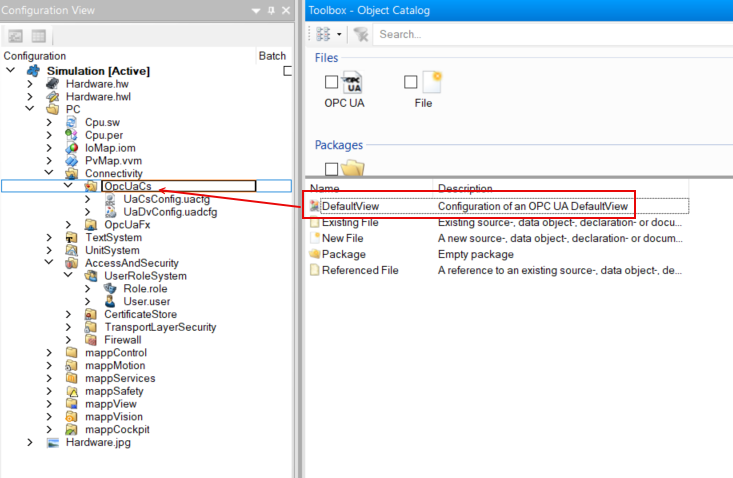 Configuration View
Configuration
Batch
Simulation [Active]
Hardware.hw
Hardware.hwl
PC
Cpu.sw
Cpu.per
IoMap.iom
PvMap.vvm
Connectivity
OpcUaCs
UaCsConfig.uacfg
UaDvConfig.uadcfg
OpcUaFx
TextSystem
UnitSystem
AccessAndSecurity
UserRoleSystem
Role.role
User.user
CertificateStore
TransportLayerSecurity
Firewall
mappControl
mappMotion
mappServices
mappSafety
mappView
mappVision
mappCockpit
Hardware.jpg
Toolbox - Object Catalog
Search...
Files
OPC UA
File
Packages
Name Description
DefaultView Configuration of an OPC UA DefaultView
Existing File Existing source-, data object-, declaration- or docu...
New File A new source-, data object-, declaration- or docum...
Package Empty package
Referenced File A reference to an existing source-, data object-, de...